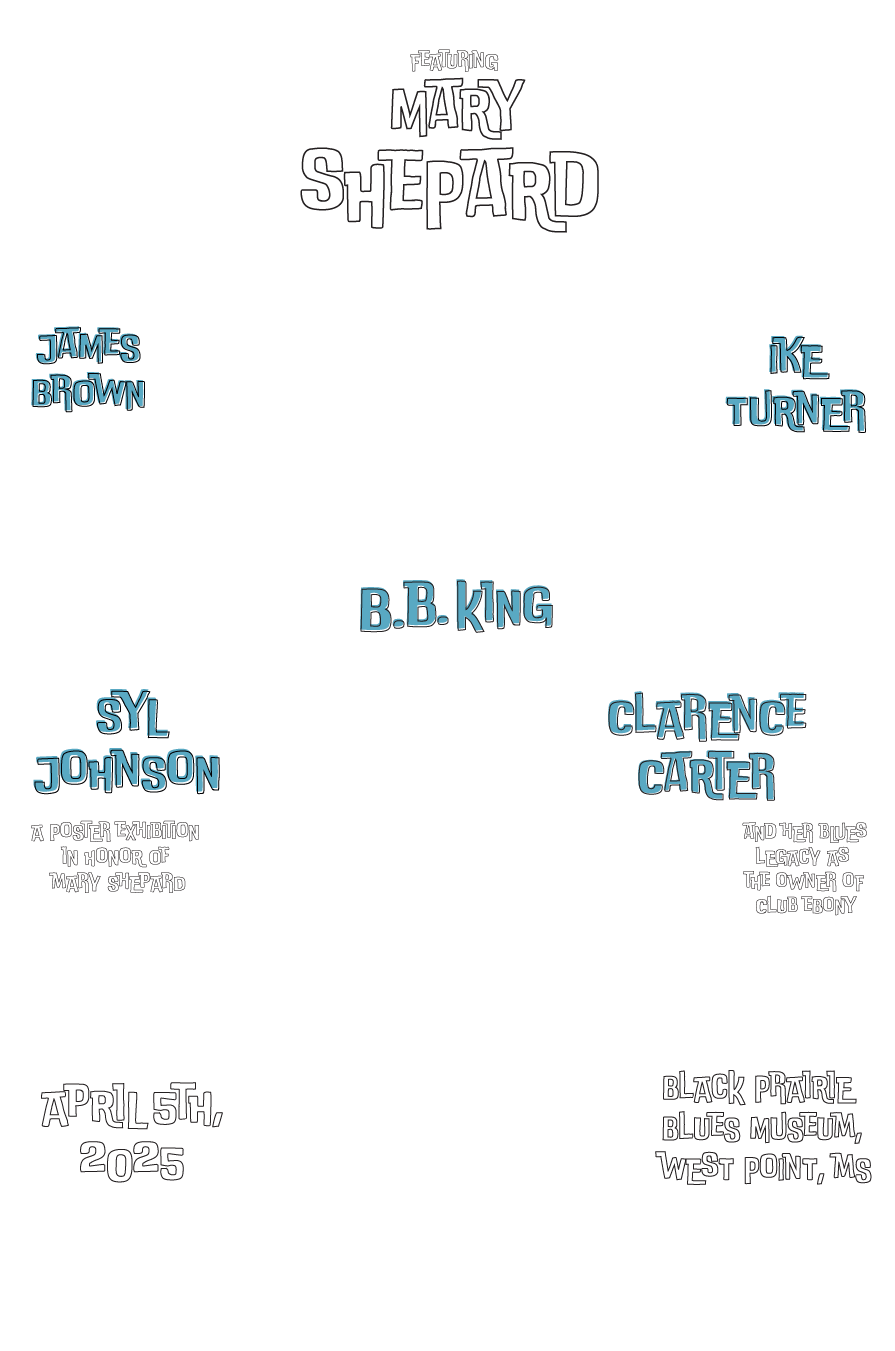 FEATURING
MARY
SHEPARD
JAMES
BROWN
IKE
TURNER
B.B. KING
SYL
JOHNSON
CLARENCE
CARTER
A POSTER EXHIBITION
IN HONOR OF
MARY SHEPARD
AND HER BLUES
LEGACY AS
THE OWNER OF
CLUB EBONY
APRIL 5TH,
2025
BLACK PRAIRIE
BLUES MUSEUM,
WEST POINT, MS